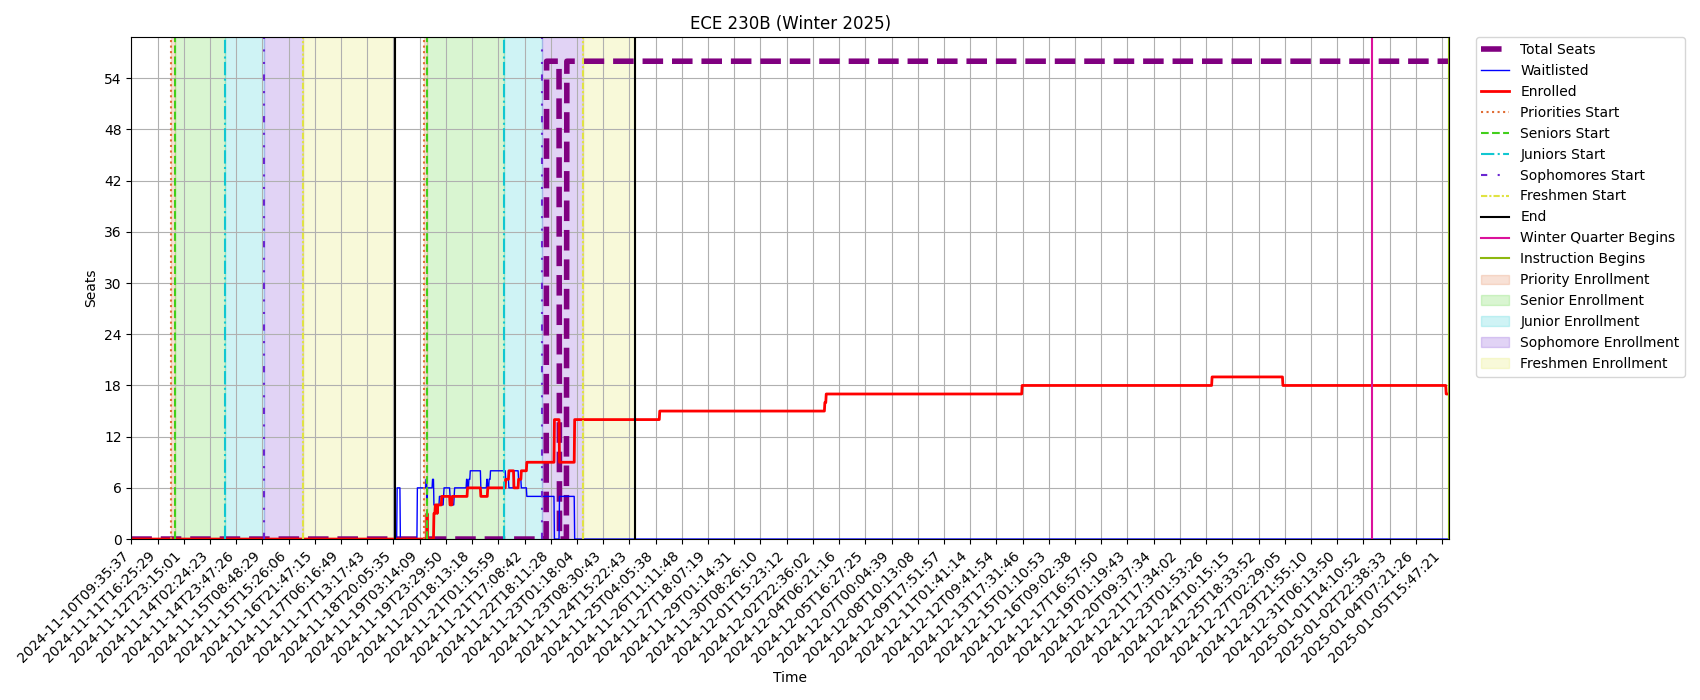 ECE 230B (Winter 2025)
Seats
54
48
42
36
30
24
18
12
6
0
2024-11-10T09:35:37
2024-11-11T16:25:29
2024-11-12T23:15:01
2024-11-14T02:24:23
2024-11-14T23:47:26
2024-11-15T08:48:29
2024-11-15T15:26:06
2024-11-16T21:47:15
2024-11-17T06:16:49
2024-11-17T13:17:43
2024-11-18T20:05:35
2024-11-19T03:14:09
2024-11-19T23:29:50
2024-11-20T18:13:18
2024-11-21T01:15:59
2024-11-21T17:08:42
2024-11-22T18:11:28
2024-11-23T01:18:04
2024-11-23T08:30:43
2024-11-24T15:22:43
2024-11-25T04:05:38
2024-11-26T11:11:48
2024-11-27T18:07:19
2024-11-29T01:14:31
2024-11-30T08:26:10
2024-12-01T15:23:12
2024-12-02T22:36:02
2024-12-04T06:21:16
2024-12-05T16:27:25
2024-12-07T00:04:39
2024-12-08T10:13:08
2024-12-09T17:51:57
2024-12-11T01:41:14
2024-12-12T09:41:54
2024-12-13T17:31:46
2024-12-15T01:10:53
2024-12-16T09:02:38
2024-12-17T16:57:50
2024-12-19T01:19:43
2024-12-20T09:37:34
2024-12-21T17:34:02
2024-12-23T01:53:26
2024-12-24T10:15:15
2024-12-25T18:33:52
2024-12-27T02:29:05
2024-12-29T21:55:10
2024-12-31T06:13:50
2025-01-01T14:10:52
2025-01-02T22:38:33
2025-01-04T07:21:26
2025-01-05T15:47:21
Time
Total Seats
Waitlisted
Enrolled
Priorities Start
Seniors Start
Juniors Start
Sophomores Start
Freshmen Start
End
Winter Quarter Begins
Instruction Begins
Priority Enrollment
Senior Enrollment
Junior Enrollment
Sophomore Enrollment
Freshmen Enrollment